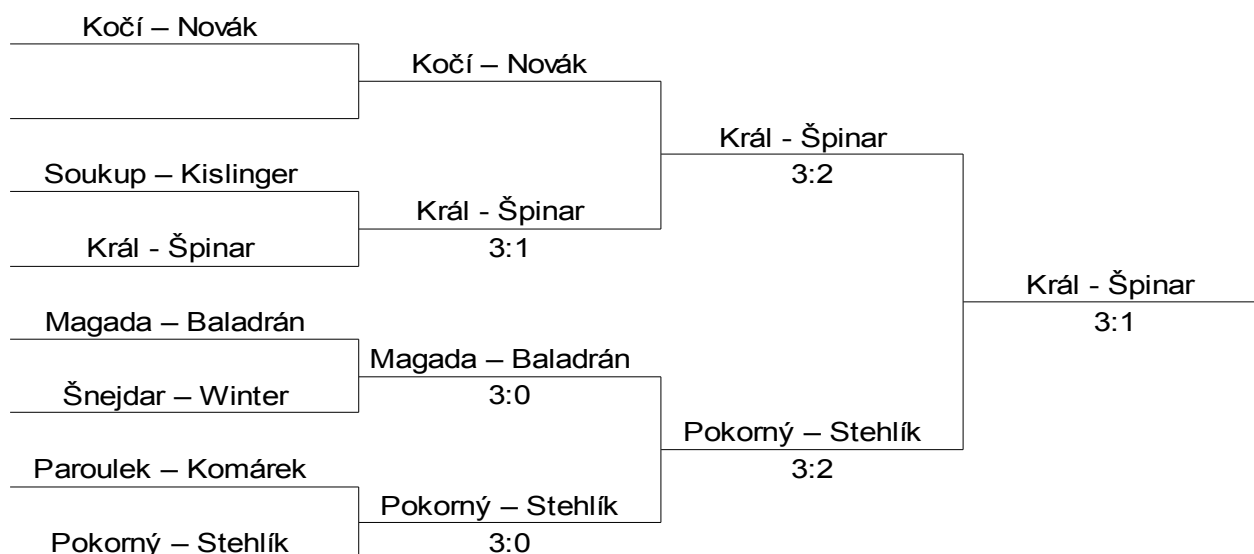 Kočí – Novák
Kočí – Novák
Král - Špinar
3:2
Soukup – Kislinger
Král - Špinar
3:1
Král - Špinar
Král - Špinar
3:1
Magada – Baladrán
Magada – Baladrán
3:0
Šnejdar – Winter
Pokorný – Stehlík
3:2
Paroulek – Komárek
Pokorný – Stehlík
3:0
Pokorný – Stehlík